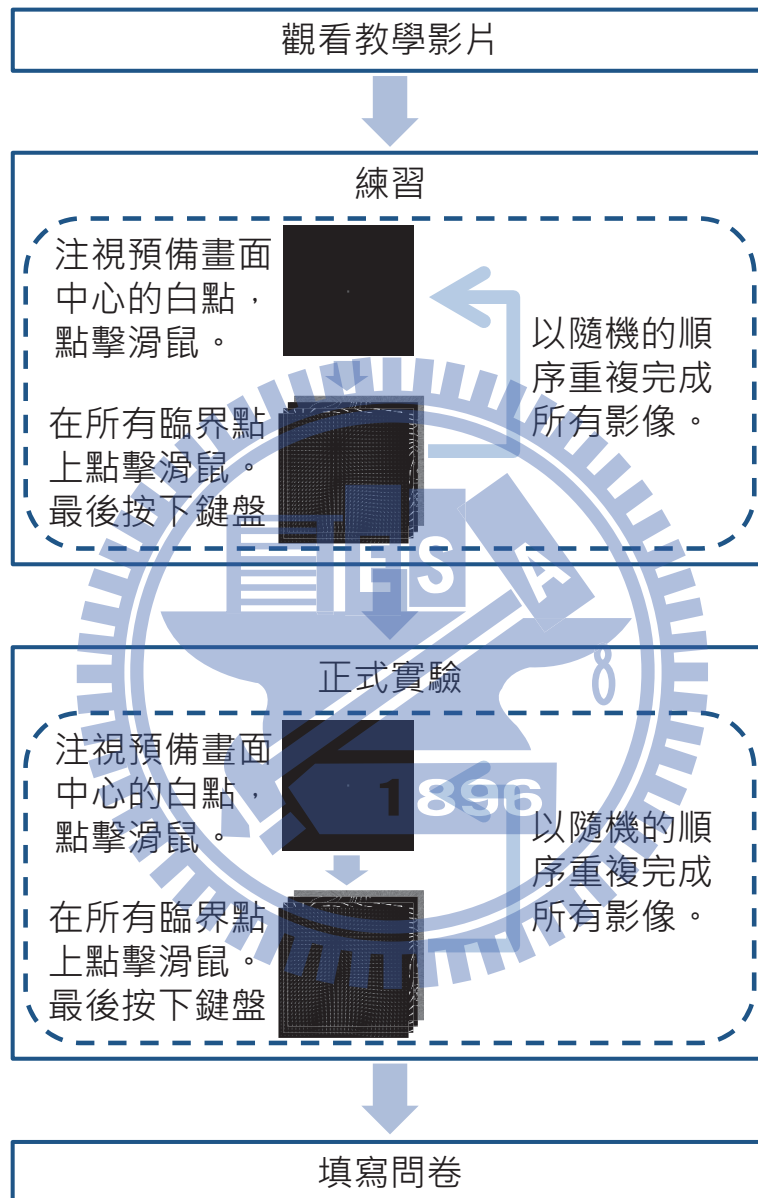 觀看教學影片
練習
注視預備畫面
中心的白點，
點擊滑鼠。
以隨機的順
序重複完成
所有影像。
在所有臨界點
上點擊滑鼠。
最後按下鍵盤
ESA
正式實驗
8
注視預備畫面
中心的白點，
點擊滑鼠。
1896
以隨機的順
序重複完成
所有影像。
在所有臨界點
上點擊滑鼠。
最後按下鍵盤
填寫問卷